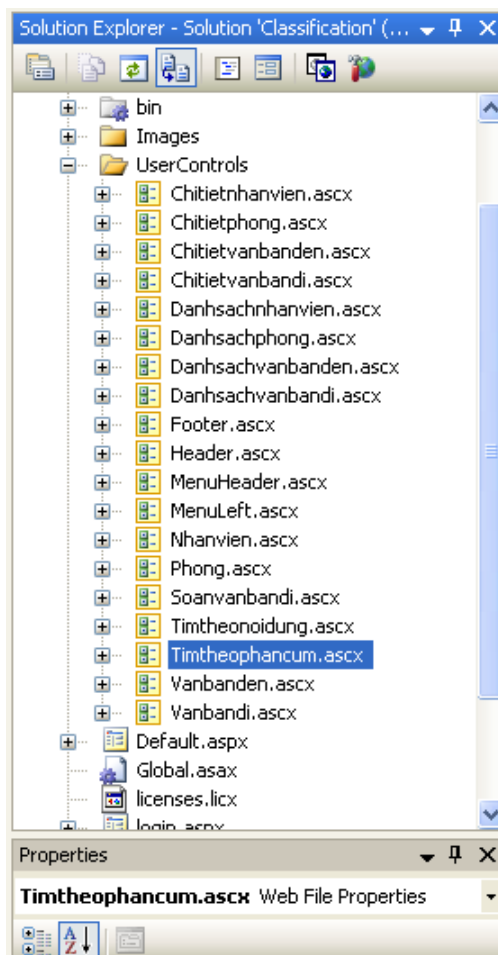 Solution Explorer - Solution 'Classification' (...
bin
Images
UserControls
Chitietnhanvien.ascx
Chitietphong.ascx
Chitietvanbanden.ascx
Chitietvanbandi.ascx
Danhsachnhanvien.ascx
Danhsachphong.ascx
Danhsachvanbanden.ascx
Danhsachvanbandi.ascx
Footer.ascx
Header.ascx
MenuHeader.ascx
MenuLeft.ascx
Nhanvien.ascx
Phong.ascx
Soanvanbandi.ascx
Timtheonoidung.ascx
Timtheophancum.ascx
Vanbanden.ascx
Vanbandi.ascx
Default.aspx
Global.asax
licenses.licx
login.aspx
Properties
Timtheophancum.ascx Web File Properties